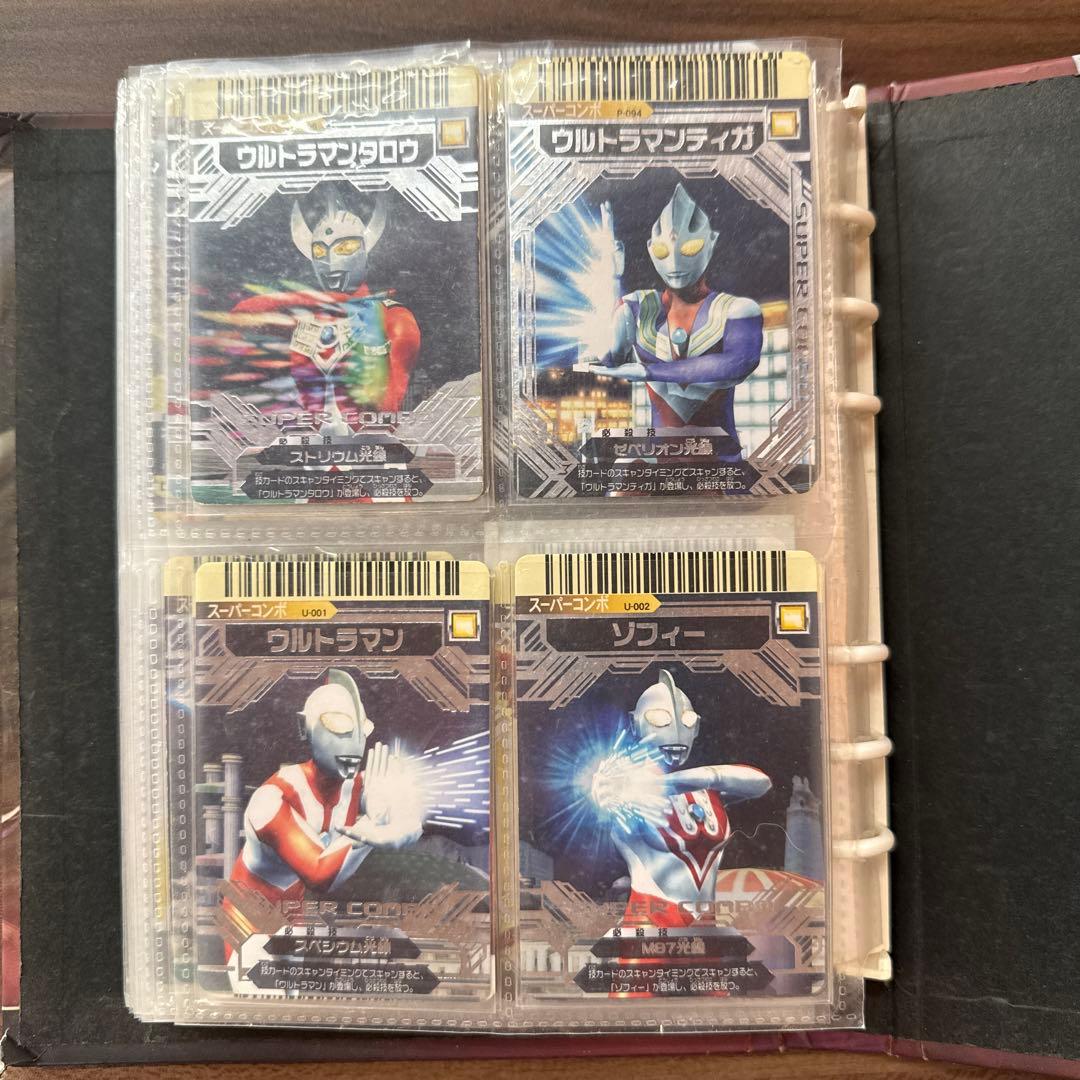 スーパーコンボ
ウルトラマンタロウ
SUPER COMBO
必殺技
ストリウム光線
技カードのスキャンタイミングでスキャンすると、
「ウルトラマンタロウ」が登場し、必殺技を放つ。
スーパーコンボ P-094
ウルトラマンティガ
SUPER COMBO
必殺技
ゼペリオン光線
技カードのスキャンタイミングでスキャンすると、
「ウルトラマンティガ」が登場し、必殺技を放つ。
スーパーコンボ U-001
ウルトラマン
SUPER COMBO
必殺技
スペシウム光線
技カードのスキャンタイミングでスキャンすると、
「ウルトラマン」が登場し、必殺技を放つ。
スーパーコンボ U-002
ゾフィー
SUPER COMBO
必殺技
M87光線
技カードのスキャンタイミングでスキャンすると、
「ゾフィー」が登場し、必殺技を放つ。